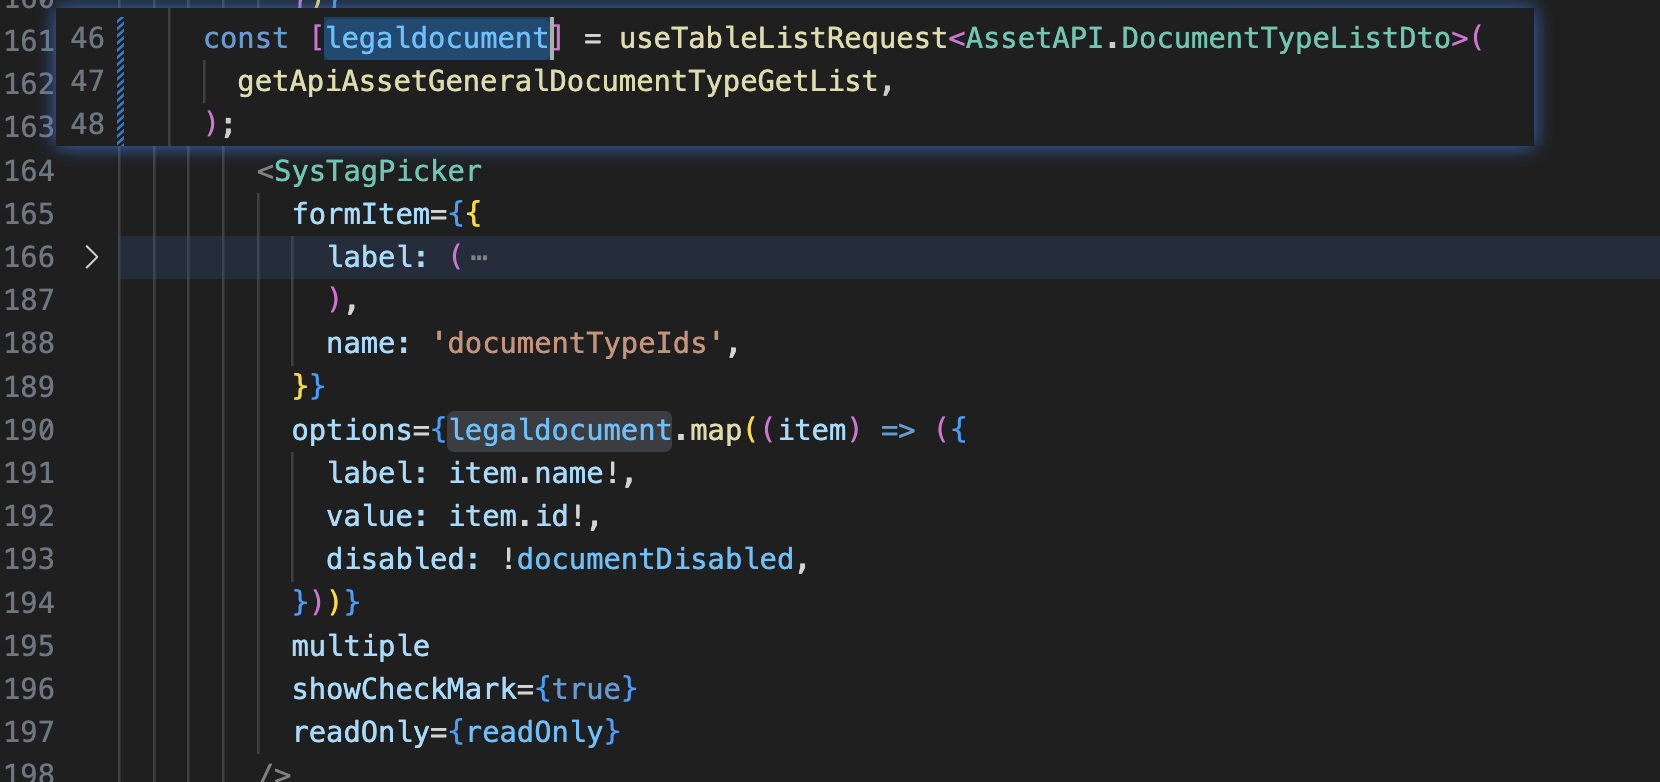 160 });
161 46 const [legaldocument] = useTableListRequest<AssetAPI.DocumentTypeListDto>(
162 47 getApiAssetGeneralDocumentTypeGetList,
163 48 );
164 <SysTagPicker
165 formItem={{
166 label: ( ⋯
187 ),
188 name: 'documentTypeIds',
189 }}
190 options={legaldocument.map((item) => ({
191 label: item.name!,
192 value: item.id!,
193 disabled: !documentDisabled,
194 }))}
195 multiple
196 showCheckMark={true}
197 readOnly={readOnly}
198 />